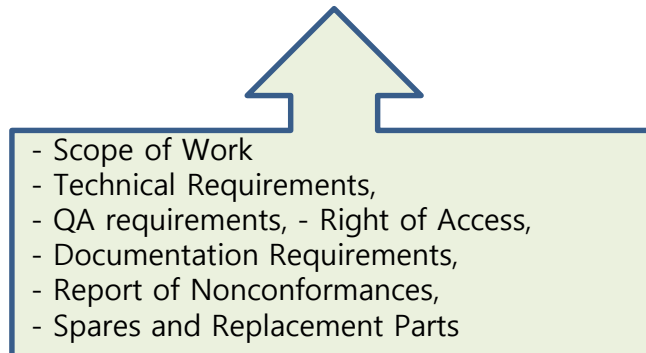 - Scope of Work
- Technical Requirements,
- QA requirements, - Right of Access,
- Documentation Requirements,
- Report of Nonconformances,
- Spares and Replacement Parts